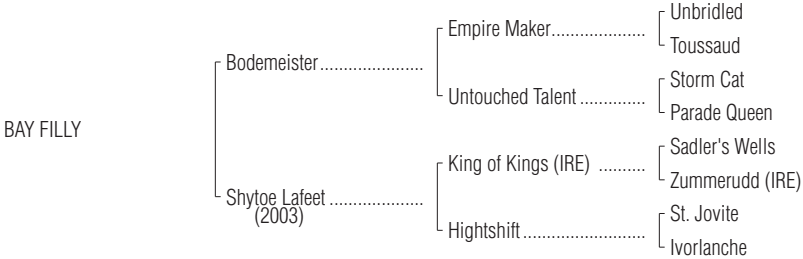 Unbridled
Empire Maker....................
Toussaud
Bodemeister......................
Storm Cat
Untouched Talent ..............
Parade Queen
BAY FILLY
Sadler's Wells
King of Kings (IRE) ..........
Zummerudd (IRE)
Shytoe Lafeet ....................
(2003)
St. Jovite
Hightshift..........................
Ivorlanche